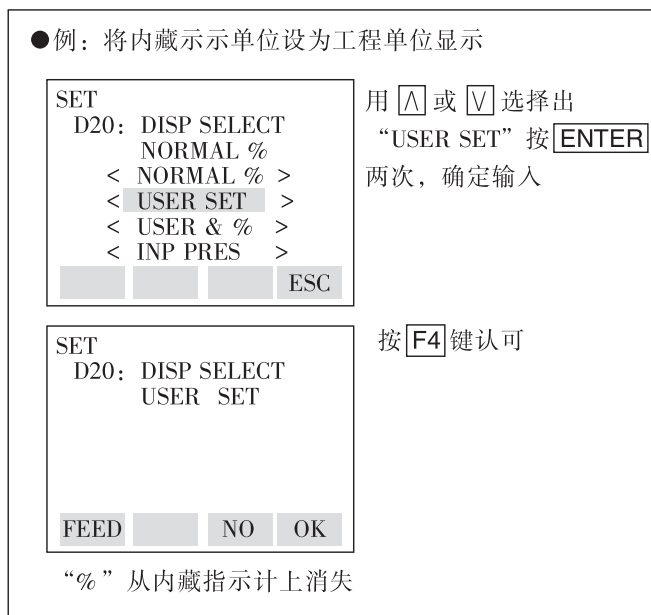 ●例：将内藏示示单位设为工程单位显示
SET
D20：DISP SELECT
NORMAL %
< NORMAL % >
< USER SET >
< USER & % >
< INP PRES >
ESC
用 Λ 或 V 选择出
“USER SET”按 ENTER
两次，确定输入
SET
D20：DISP SELECT
USER SET
FEED NO OK
按 F4 键认可
“%”从内藏指示计上消失